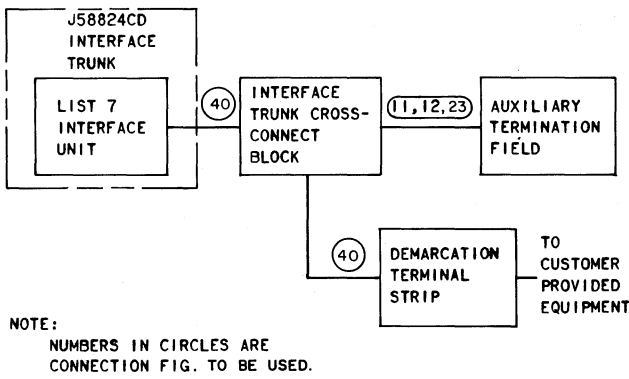 J58824CD
INTERFACE
TRUNK
LIST 7
INTERFACE
UNIT
40
INTERFACE
TRUNK CROSS-
CONNECT
BLOCK
11,12,23
AUXILIARY
TERMINATION
FIELD
40
DEMARCATION
TERMINAL
STRIP
TO
CUSTOMER
PROVIDED
EQUIPMENT
NOTE:
NUMBERS IN CIRCLES ARE
CONNECTION FIG. TO BE USED.